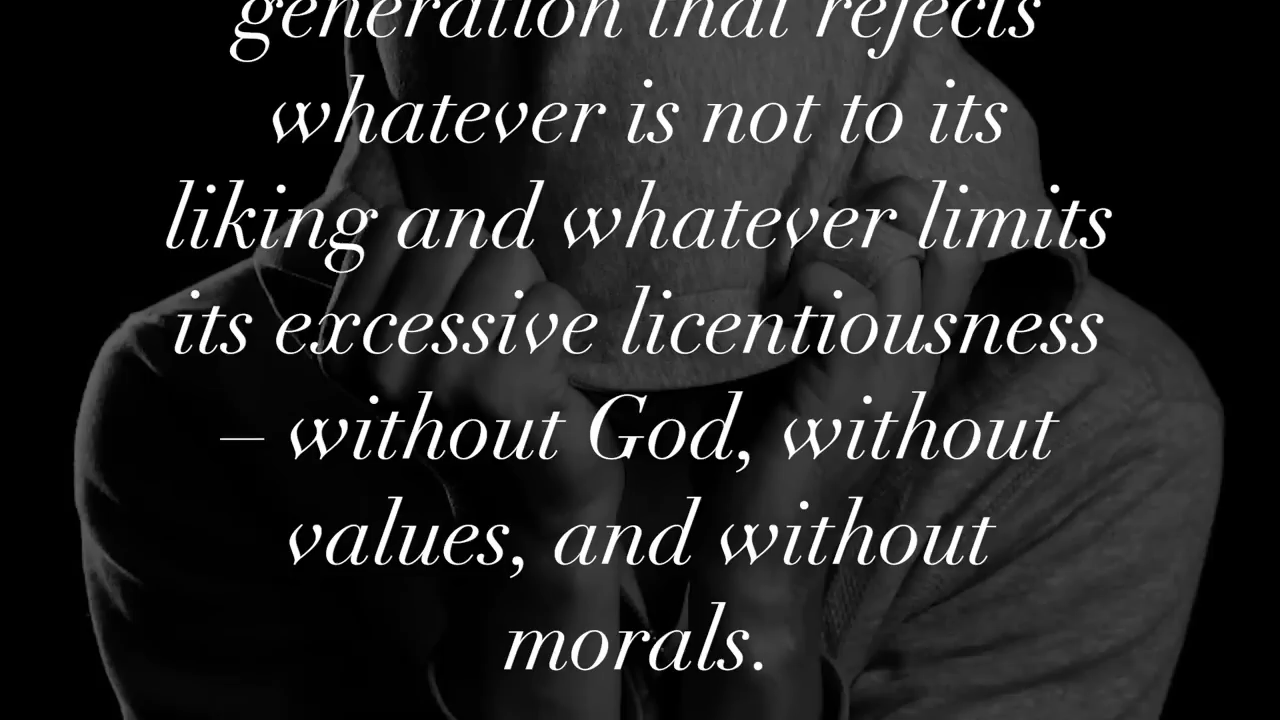 generation that rejects
whatever is not to its
liking and whatever limits
its excessive licentiousness
– without God, without
values, and without
morals.